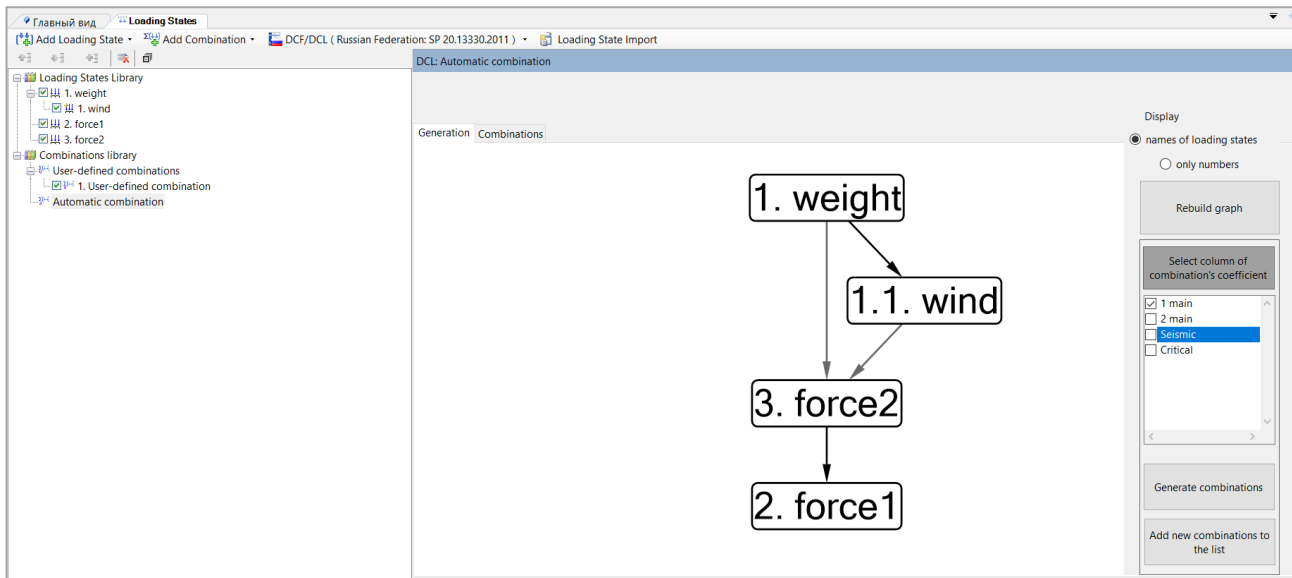 Главный вид
Loading States
Add Loading State
Add Combination
DCF/DCL ( Russian Federation: SP 20.13330.2011 )
Loading State Import
Loading States Library
1. weight
1. wind
2. force1
3. force2
Combinations library
User-defined combinations
1. User-defined combination
Automatic combination
DCL: Automatic combination
Generation
Combinations
1. weight
1.1. wind
3. force2
2. force1
Display
names of loading states
only numbers
Rebuild graph
Select column of
combination's coefficient
1 main
2 main
Seismic
Critical
Generate combinations
Add new combinations to
the list